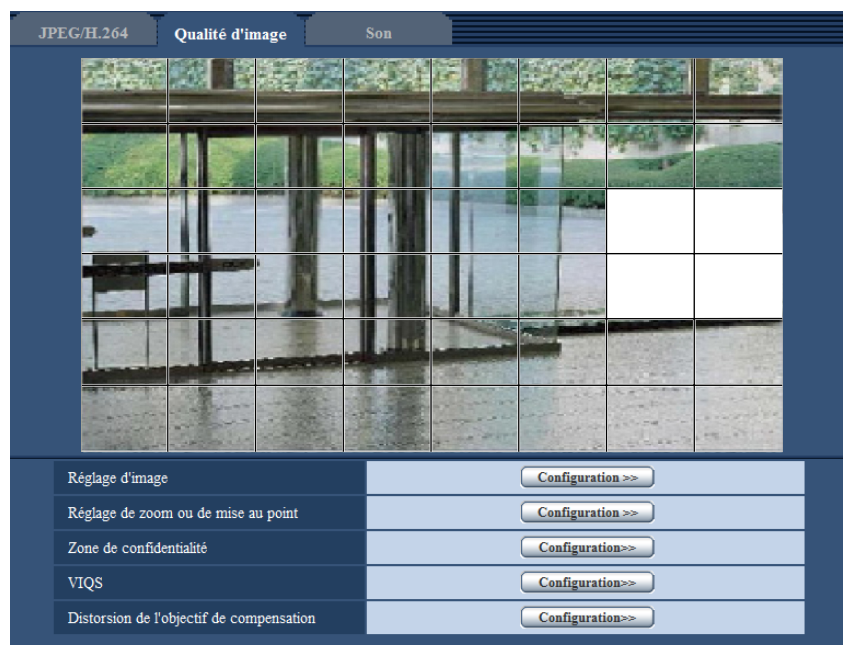 JPEG/H.264 Qualité d'image Son
Réglage d'image Configuration >>
Réglage de zoom ou de mise au point Configuration >>
Zone de confidentialité Configuration>>
VIQS Configuration>>
Distorsion de l'objectif de compensation Configuration>>